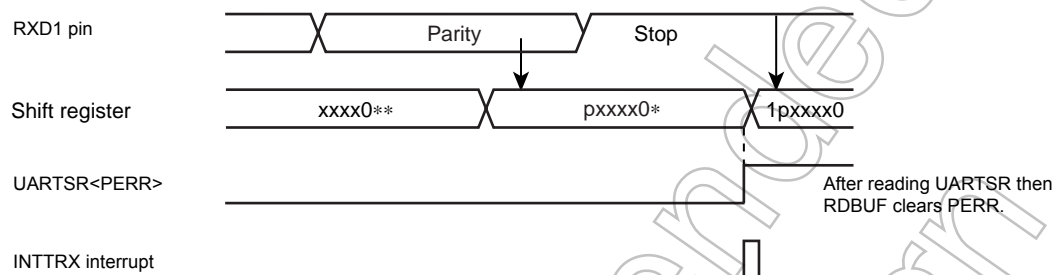 RXD1 pin
Parity
Stop
Shift register
xxxx0**
pxxxx0*
1pxxxx0
UARTSR<PERR>
After reading UARTSR then
RDBUF clears PERR.
INTTRX interrupt